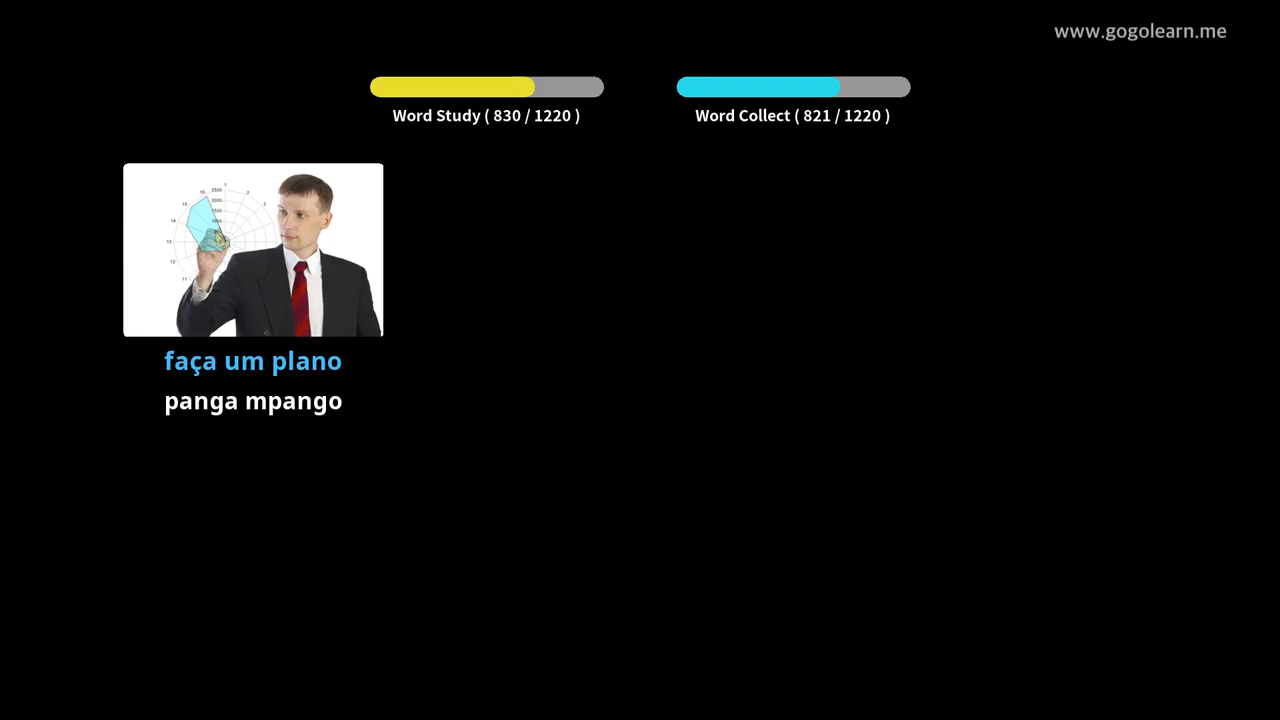 www.gogolearn.me
Word Study ( 830 / 1220 )
Word Collect ( 821 / 1220 )
faça um plano
panga mpango